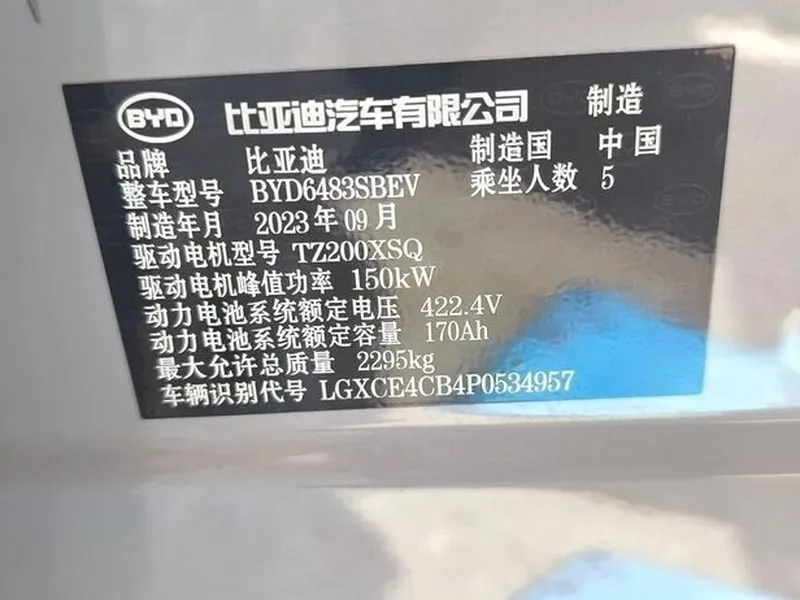 BYD 比亚迪汽车有限公司 制造
品牌 比亚迪 制造国 中国
整车型号 BYD6483SBEV 乘坐人数 5
制造年月 2023年09月
驱动电机型号 TZ200XSQ
驱动电机峰值功率 150kW
动力电池系统额定电压 422.4V
动力电池系统额定容量 170Ah
最大允许总质量 2295kg
车辆识别代号 LGXCE4CB4P0534957